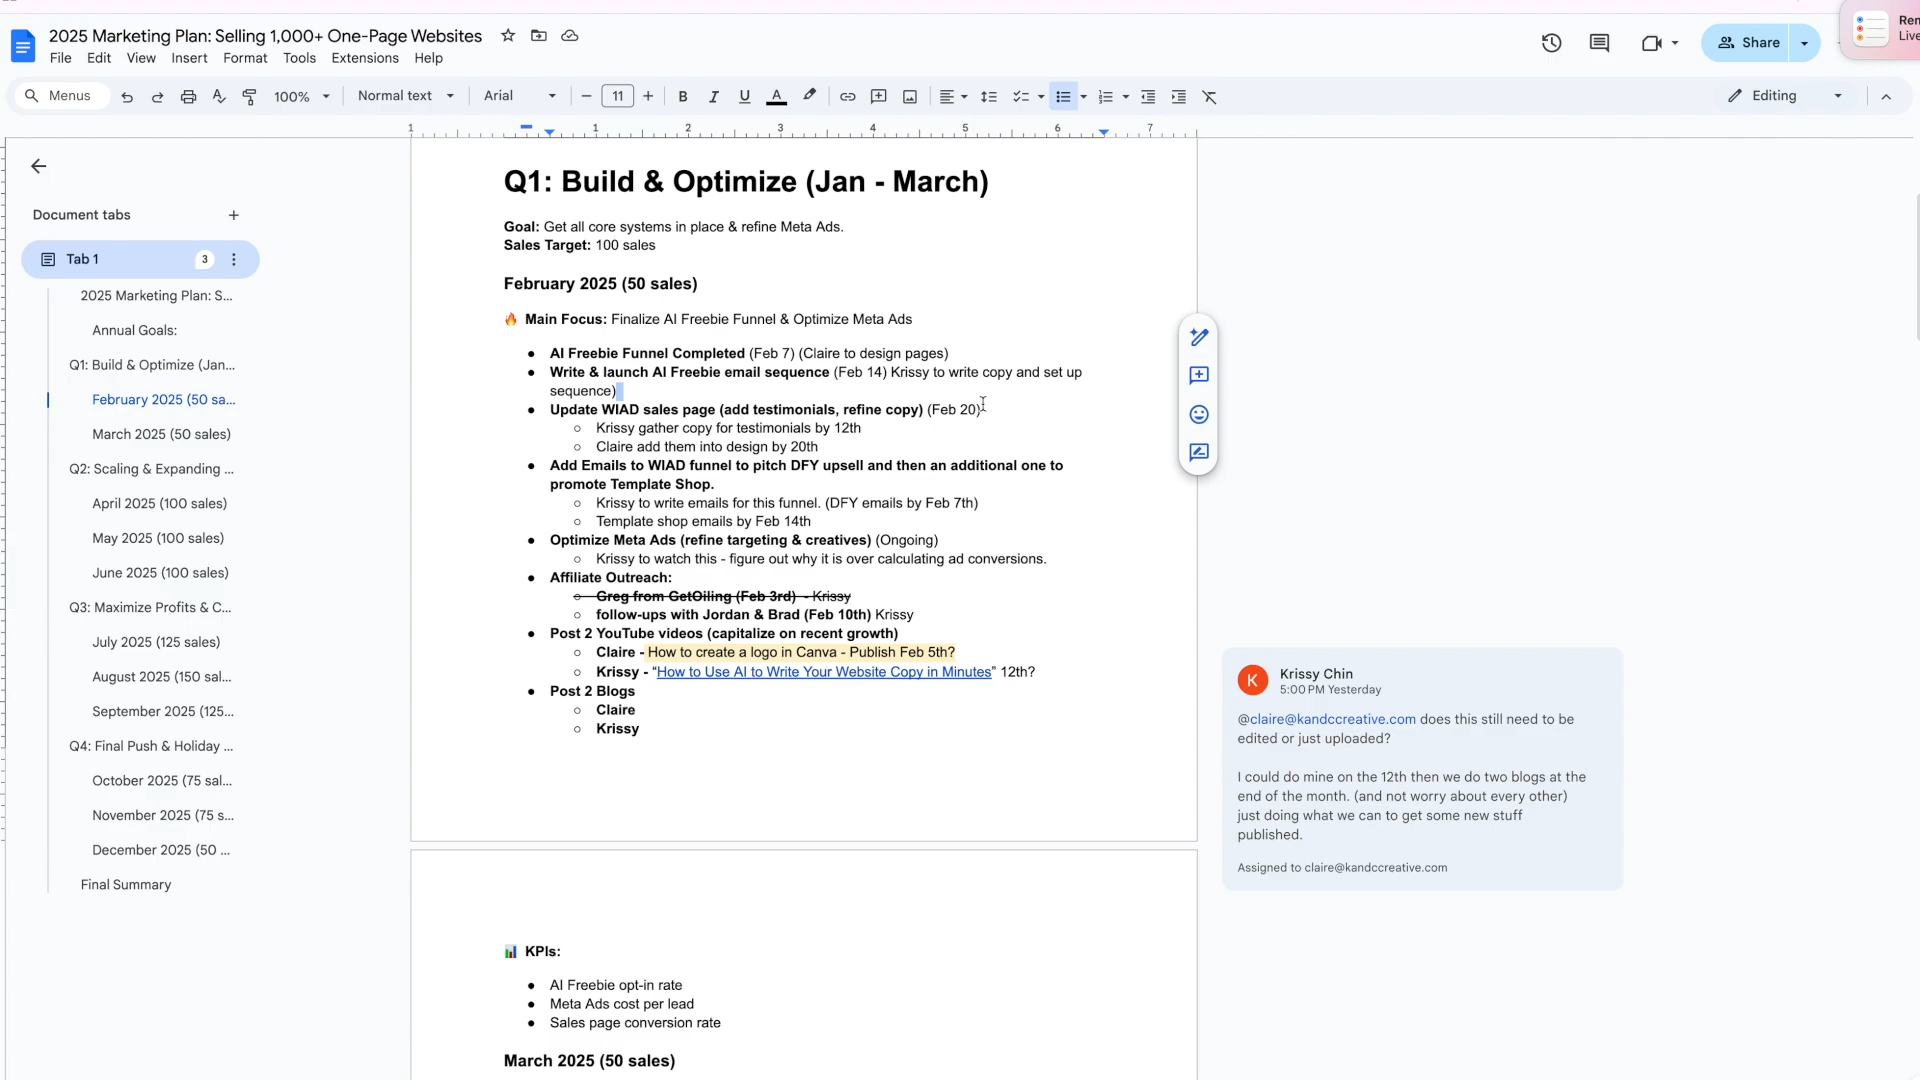 2025 Marketing Plan: Selling 1,000+ One-Page Websites
File Edit View Insert Format Tools Extensions Help
Share
Ren
Live
Menus
100%
Normal text
Arial
11
Editing
1 1 2 3 4 5 6 7
Document tabs
Tab 1
3
2025 Marketing Plan: S...
Annual Goals:
Q1: Build & Optimize (Jan...
February 2025 (50 sa...
March 2025 (50 sales)
Q2: Scaling & Expanding ...
April 2025 (100 sales)
May 2025 (100 sales)
June 2025 (100 sales)
Q3: Maximize Profits & C...
July 2025 (125 sales)
August 2025 (150 sal...
September 2025 (125...
Q4: Final Push & Holiday ...
October 2025 (75 sal...
November 2025 (75 s...
December 2025 (50 ...
Final Summary
Q1: Build & Optimize (Jan - March)
Goal: Get all core systems in place & refine Meta Ads.
Sales Target: 100 sales
February 2025 (50 sales)
🔥 Main Focus: Finalize AI Freebie Funnel & Optimize Meta Ads
● AI Freebie Funnel Completed (Feb 7) (Claire to design pages)
● Write & launch AI Freebie email sequence (Feb 14) Krissy to write copy and set up
sequence)
● Update WIAD sales page (add testimonials, refine copy) (Feb 20)
○ Krissy gather copy for testimonials by 12th
○ Claire add them into design by 20th
● Add Emails to WIAD funnel to pitch DFY upsell and then an additional one to
promote Template Shop.
○ Krissy to write emails for this funnel. (DFY emails by Feb 7th)
○ Template shop emails by Feb 14th
● Optimize Meta Ads (refine targeting & creatives) (Ongoing)
○ Krissy to watch this - figure out why it is over calculating ad conversions.
● Affiliate Outreach:
○ Greg from GetOiling (Feb 3rd) - Krissy
○ follow-ups with Jordan & Brad (Feb 10th) Krissy
● Post 2 YouTube videos (capitalize on recent growth)
○ Claire - How to create a logo in Canva - Publish Feb 5th?
○ Krissy - “How to Use AI to Write Your Website Copy in Minutes” 12th?
● Post 2 Blogs
○ Claire
○ Krissy
📊 KPIs:
● AI Freebie opt-in rate
● Meta Ads cost per lead
● Sales page conversion rate
March 2025 (50 sales)
K
Krissy Chin
5:00 PM Yesterday
@claire@kandccreative.com does this still need to be
edited or just uploaded?
I could do mine on the 12th then we do two blogs at the
end of the month. (and not worry about every other)
just doing what we can to get some new stuff
published.
Assigned to claire@kandccreative.com